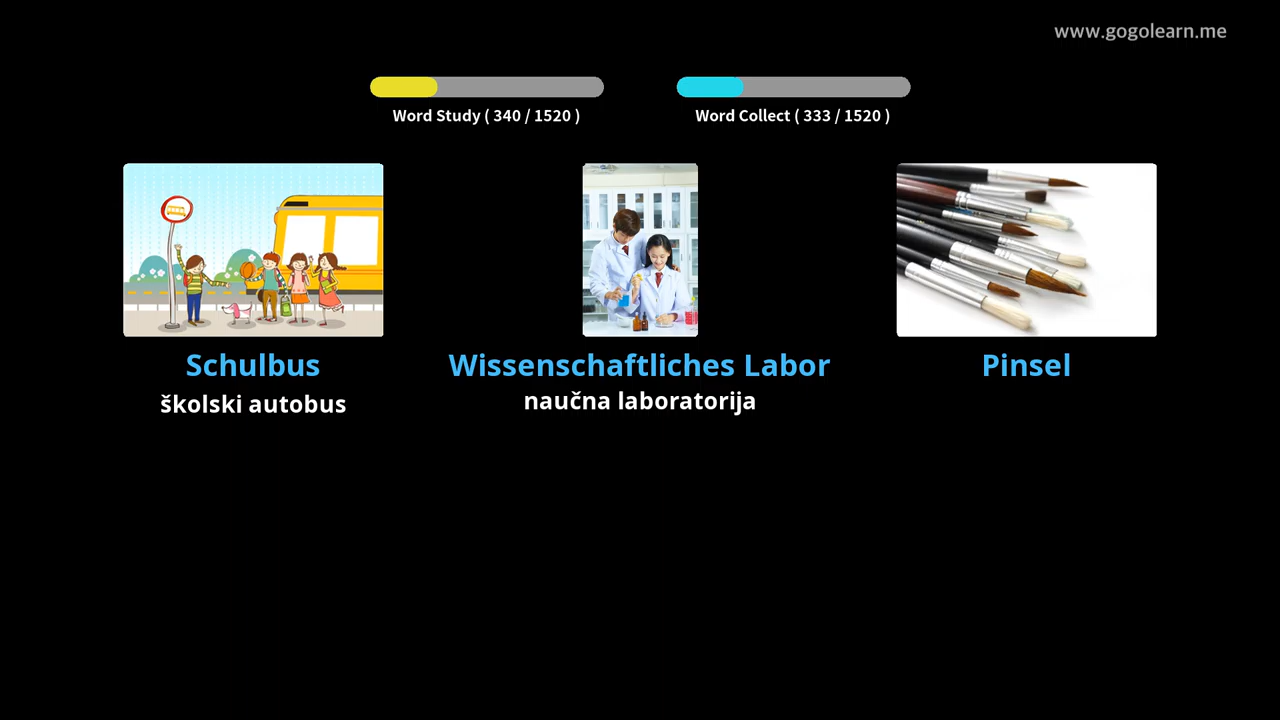 www.gogolearn.me
Word Study ( 340 / 1520 )
Word Collect ( 333 / 1520 )
Schulbus
školski autobus
Wissenschaftliches Labor
naučna laboratorija
Pinsel